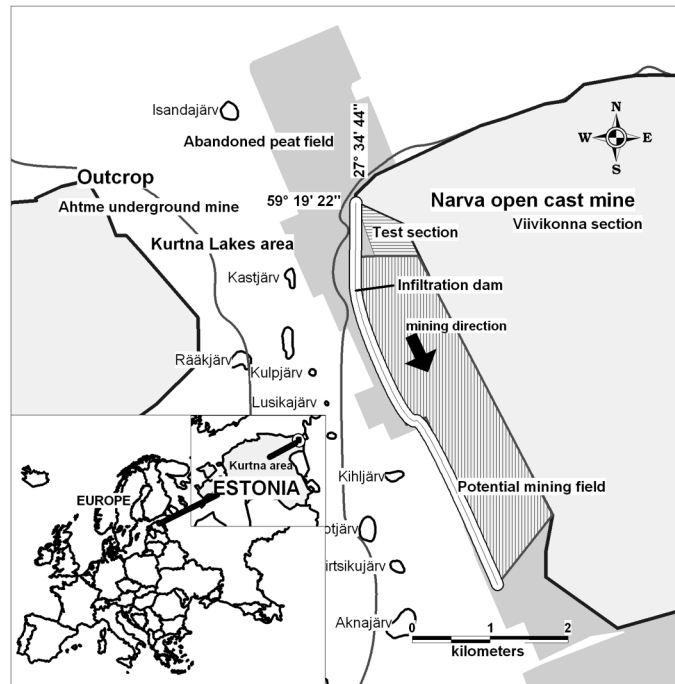 Isandajärv
Abandoned peat field
27° 34' 44"
N
W
E
S
Outcrop
Ahtme underground mine
59° 19' 22"
Narva open cast mine
Viivikonna section
Test section
Kurtna Lakes area
Kastjärv
Infiltration dam
mining direction
Rääkjärv
Kulpjärv
Lusikajärv
Kurtna area
ESTONIA
EUROPE
Kihljärv
Potential mining field
otjärv
irtsikujärv
Aknajärv
0 1 2
kilometers